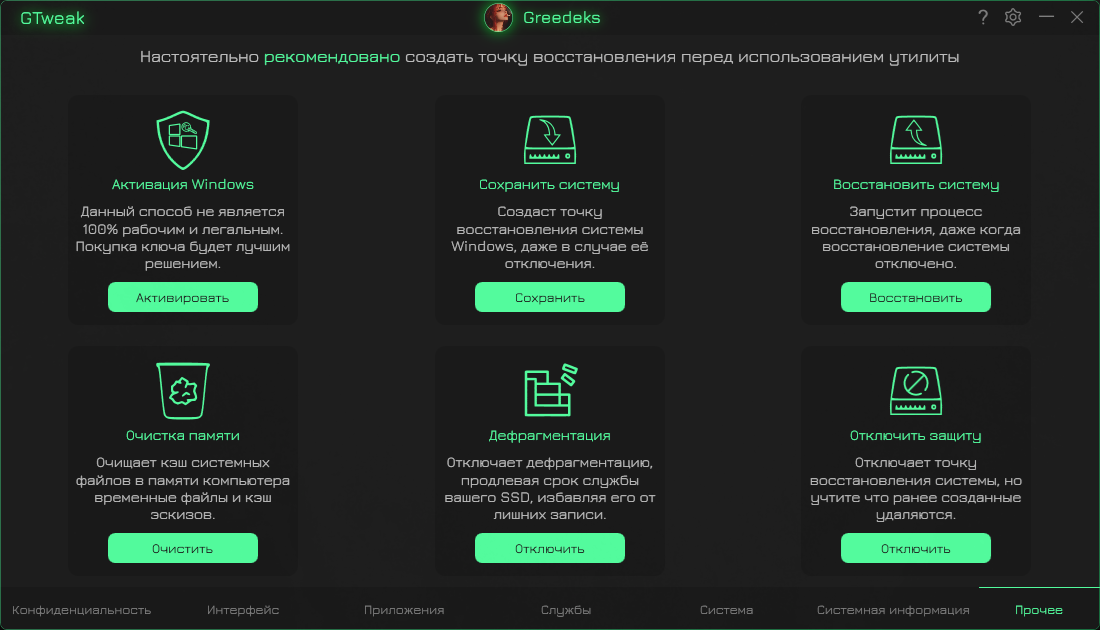 GTweak
Greedeks
?
Настоятельно рекомендовано создать точку восстановления перед использованием утилиты
Активация Windows
Данный способ не является
100% рабочим и легальным.
Покупка ключа будет лучшим
решением.
Активировать
Сохранить систему
Создаст точку
восстановления системы
Windows, даже в случае её
отключения.
Сохранить
Восстановить систему
Запустит процесс
восстановления, даже когда
восстановление системы
отключено.
Восстановить
Очистка памяти
Очищает кэш системных
файлов в памяти компьютера
временные файлы и кэш
эскизов.
Очистить
Дефрагментация
Отключает дефрагментацию,
продлевая срок службы
вашего SSD, избавляя его от
лишних записи.
Отключить
Отключить защиту
Отключает точку
восстановления системы, но
учтите что ранее созданные
удаляются.
Отключить
Конфиденциальность
Интерфейс
Приложения
Службы
Система
Системная информация
Прочее